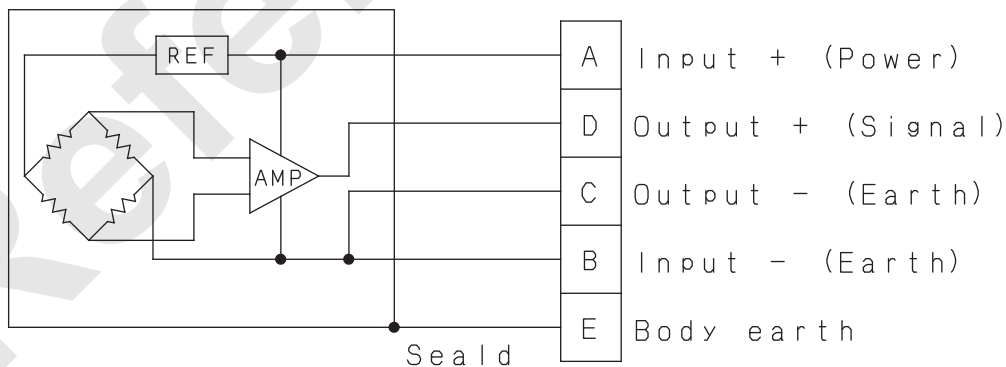 REF
A Input + (Power)
AMP
D Output + (Signal)
C Output - (Earth)
B Input - (Earth)
E Body earth
Seald